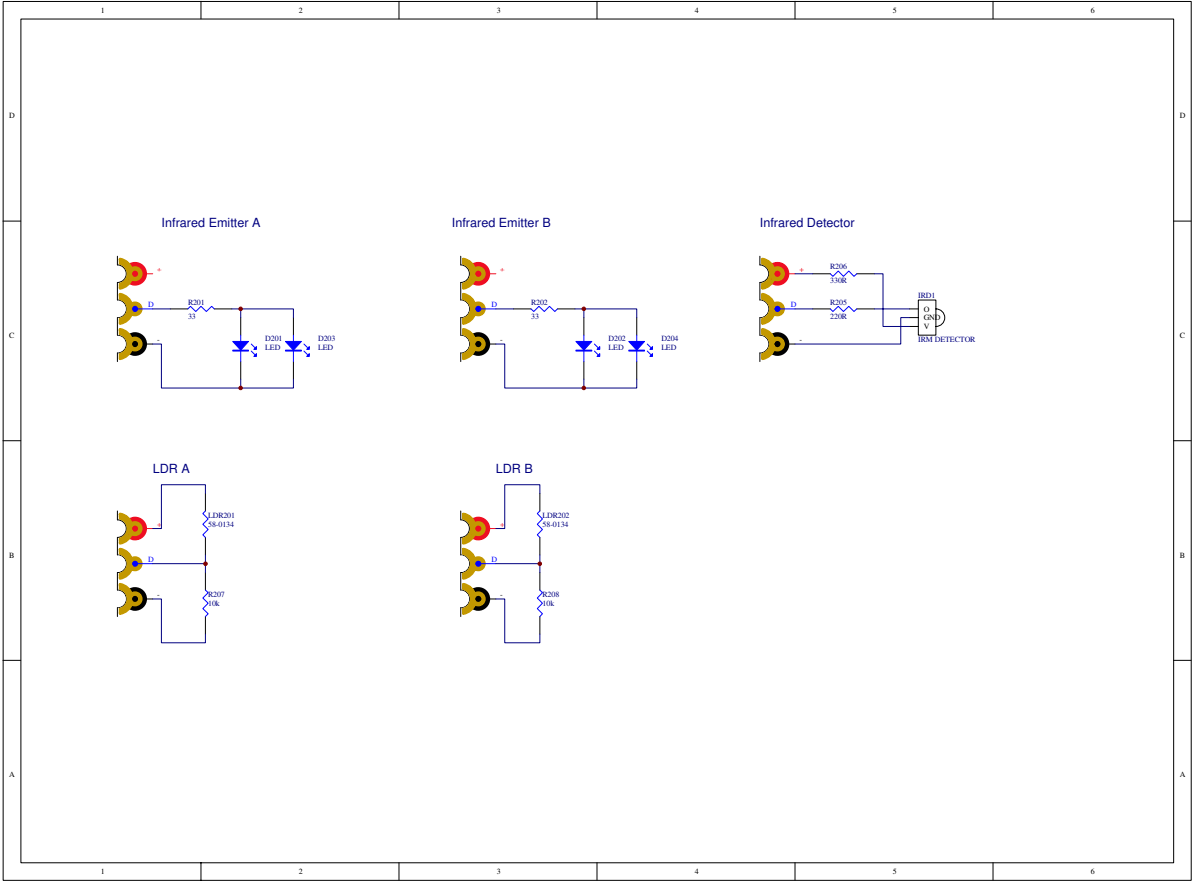 1 2 3 4 5 6
D D
Infrared Emitter A Infrared Emitter B Infrared Detector
+ + +
R206
330R
D R201 33
D R202 33
D R205 220R
IRD1
O
GND
V
IRM DETECTOR
- - -
D201 LED
D203 LED
D202 LED
D204 LED
C C
LDR A LDR B
+ +
LDR201
58-0134
LDR202
58-0134
B B
D D
- -
R207
10k
R208
10k
A A
1 2 3 4 5 6